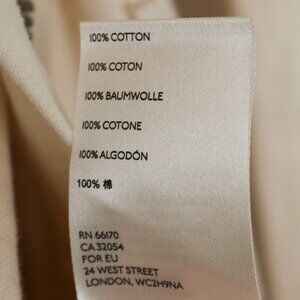 100% COTTON
100% COTON
100% BAUMWOLLE
100% COTONE
100% ALGODÓN
100% 棉
RN 66170
CA 32054
FOR EU
24 WEST STREET
LONDON, WC2H9NA